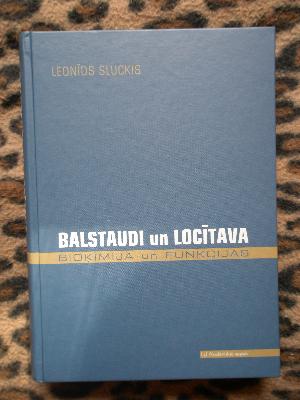 LEONĪDS SLUCKIS
BALSTAUDI un LOCĪTAVA
BIOĶĪMIJA un FUNKCIJAS